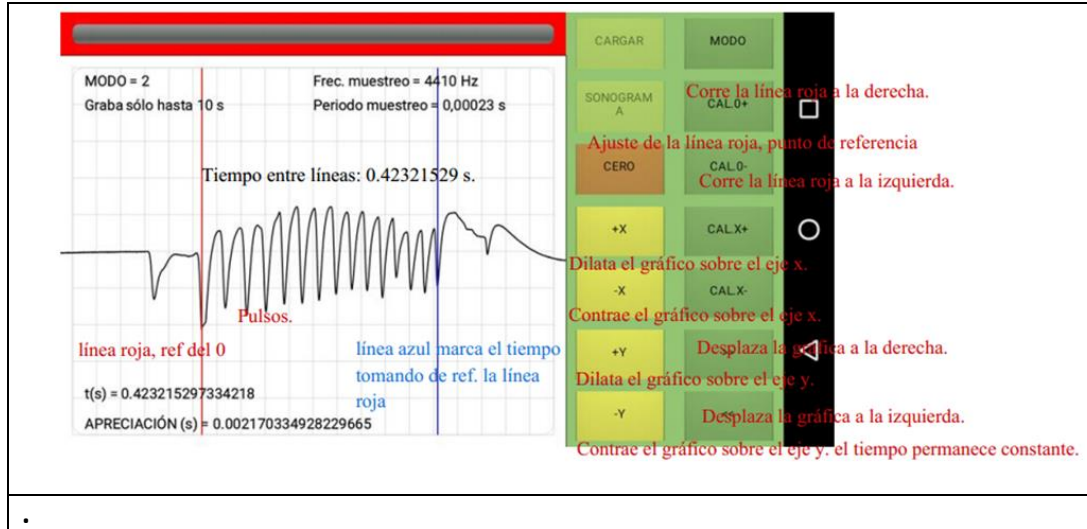 CARGAR
MODO
MODO = 2
Frec. muestreo = 4410 Hz
Graba sólo hasta 10 s
Periodo muestreo = 0,00023 s
SONOGRAM
A
CAL.0+
Corre la línea roja a la derecha.
Ajuste de la línea roja, punto de referencia
CERO
CAL.0-
Corre la línea roja a la izquierda.
Tiempo entre líneas: 0.42321529 s.
+X
CAL.X+
Dilata el gráfico sobre el eje x.
-X
CAL.X-
Contrae el gráfico sobre el eje x.
Pulsos.
línea roja, ref del 0
línea azul marca el tiempo
tomando de ref. la línea
roja
+Y
Desplaza la gráfica a la derecha.
Dilata el gráfico sobre el eje y.
t(s) = 0.423215297334218
APRECIACIÓN (s) = 0.002170334928229665
-Y
Desplaza la gráfica a la izquierda.
Contrae el gráfico sobre el eje y. el tiempo permanece constante.
.